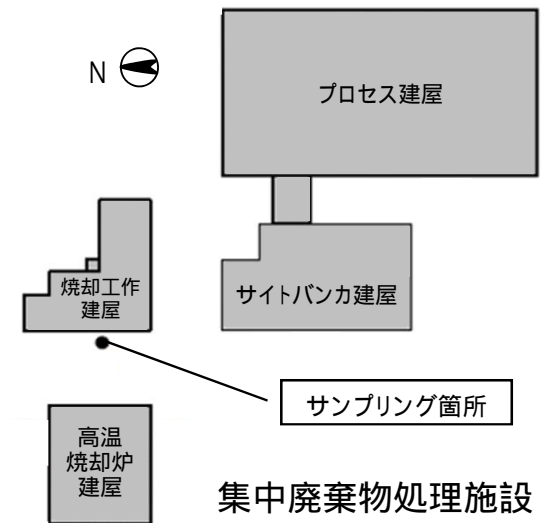 N
プロセス建屋
焼却工作
建屋
サイトバンカ建屋
サンプリング箇所
高温
焼却炉
建屋
集中廃棄物処理施設